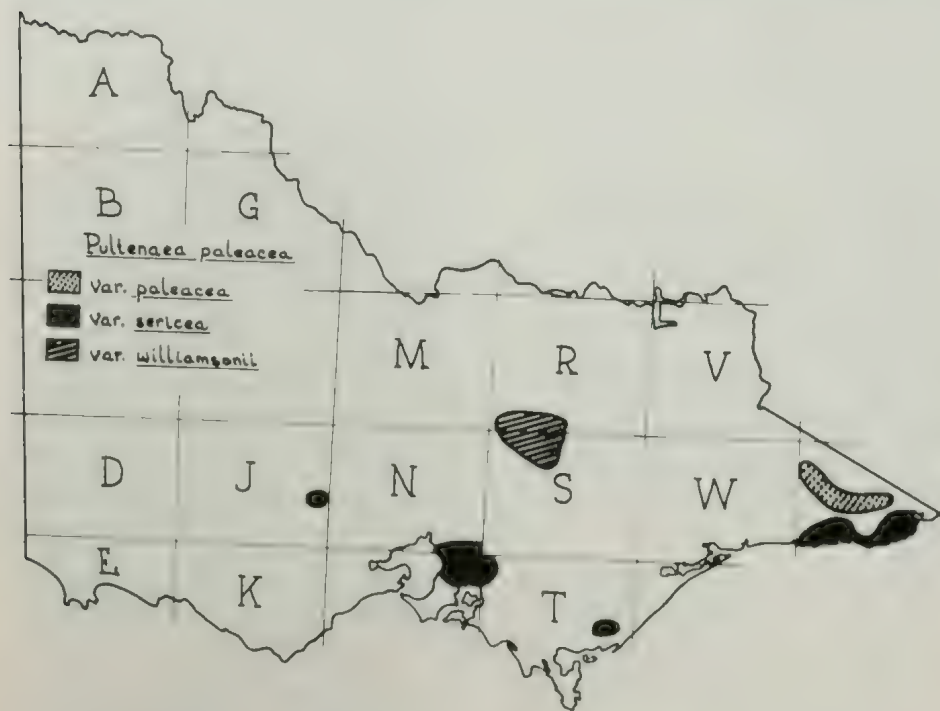 A
B G
Pultenaea paleacea
var. paleacea
var. sericea
var. williamsonii
L
M R V
D J N S W
E K T